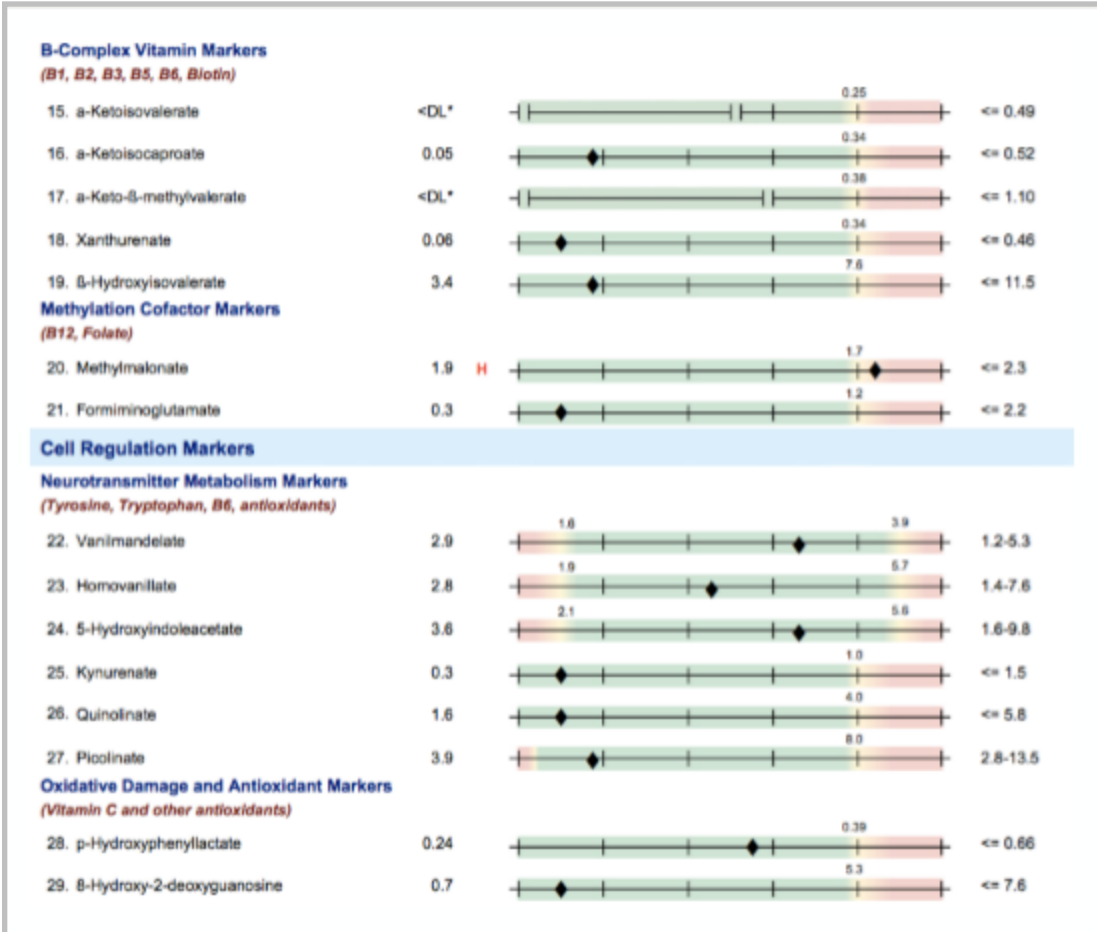 B-Complex Vitamin Markers
(B1, B2, B3, B5, B6, Biotin)
0.25
15. a-Ketoisovalerate <DL* <= 0.49
0.34
16. a-Ketoisocaproate 0.05 <= 0.52
0.38
17. a-Keto-ß-methylvalerate <DL* <= 1.10
0.34
18. Xanthurenate 0.06 <= 0.46
7.6
19. ß-Hydroxyisovalerate 3.4 <= 11.5
Methylation Cofactor Markers
(B12, Folate)
1.7
20. Methylmalonate 1.9 H <= 2.3
1.2
21. Formiminoglutamate 0.3 <= 2.2
Cell Regulation Markers
Neurotransmitter Metabolism Markers
(Tyrosine, Tryptophan, B6, antioxidants)
1.6 3.9
22. Vanilmandelate 2.9 1.2-5.3
1.9 5.7
23. Homovanillate 2.8 1.4-7.6
2.1 5.6
24. 5-Hydroxyindoleacetate 3.6 1.6-9.8
1.0
25. Kynurenate 0.3 <= 1.5
4.0
26. Quinolinate 1.6 <= 5.8
8.0
27. Picolinate 3.9 2.8-13.5
Oxidative Damage and Antioxidant Markers
(Vitamin C and other antioxidants)
0.39
28. p-Hydroxyphenyllactate 0.24 <= 0.66
5.3
29. 8-Hydroxy-2-deoxyguanosine 0.7 <= 7.6